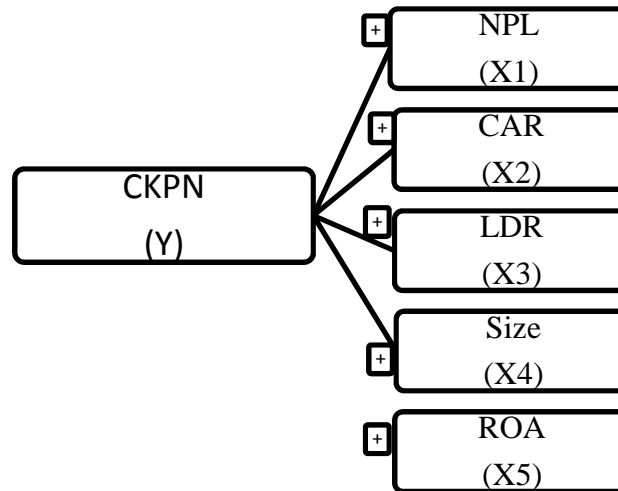 +
NPL
(X1)
+
CAR
(X2)
CKPN
(Y)
+
LDR
(X3)
Size
(X4)
+
ROA
(X5)
+